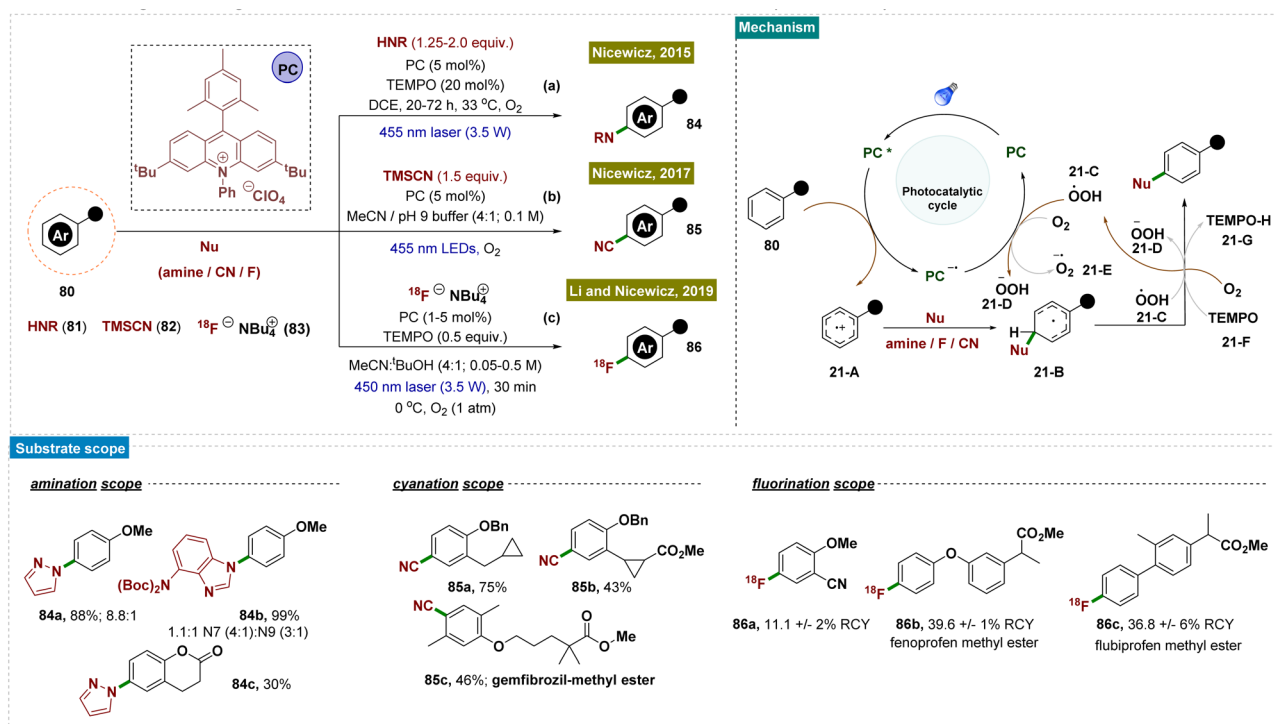 PC
N
Ph
tBu
tBu
⊖ClO4
Ar
80
HNR (81) TMSCN (82) 18F ⊖ NBu4⊕ (83)
Nu
(amine / CN / F)
HNR (1.25-2.0 equiv.)
PC (5 mol%)
TEMPO (20 mol%)
(a)
DCE, 20-72 h, 33 oC, O2
455 nm laser (3.5 W)
Nicewicz, 2015
Ar
RN
84
TMSCN (1.5 equiv.)
PC (5 mol%)
(b)
MeCN / pH 9 buffer (4:1; 0.1 M)
455 nm LEDs, O2
Nicewicz, 2017
Ar
NC
85
18F ⊖ NBu4⊕
PC (1-5 mol%)
(c)
TEMPO (0.5 equiv.)
MeCN:tBuOH (4:1; 0.05-0.5 M)
450 nm laser (3.5 W), 30 min
0 oC, O2 (1 atm)
Li and Nicewicz, 2019
Ar
18F
86
Mechanism
PC *
PC
Photocatalytic
cycle
PC −•
80
21-A
Nu
amine / F / CN
H
Nu
21-B
21-C
•OOH
O2
O2−• 21-E
−OOH
21-D
Nu
−OOH
21-D
TEMPO-H
21-G
•OOH
21-C
O2
TEMPO
21-F
Substrate scope
amination scope
OMe
N
N
84a, 88%; 8.8:1
OMe
N
N
(Boc)2N
84b, 99%
1.1:1 N7 (4:1):N9 (3:1)
O
O
N
N
84c, 30%
cyanation scope
OBn
NC
85a, 75%
OBn
CO2Me
NC
85b, 43%
NC
O
O
O
Me
85c, 46%; gemfibrozil-methyl ester
fluorination scope
OMe
CN
18F
86a, 11.1 +/- 2% RCY
CO2Me
O
18F
86b, 39.6 +/- 1% RCY
fenoprofen methyl ester
CO2Me
18F
86c, 36.8 +/- 6% RCY
flubiprofen methyl ester